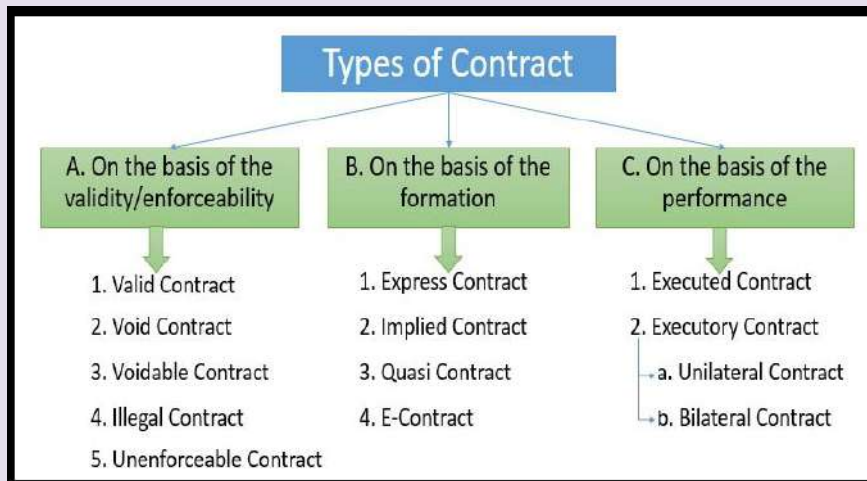 Types of Contract
A. On the basis of the
validity/enforceability
1. Valid Contract
2. Void Contract
3. Voidable Contract
4. Illegal Contract
5. Unenforceable Contract
B. On the basis of the
formation
1. Express Contract
2. Implied Contract
3. Quasi Contract
4. E-Contract
C. On the basis of the
performance
1. Executed Contract
2. Executory Contract
a. Unilateral Contract
b. Bilateral Contract